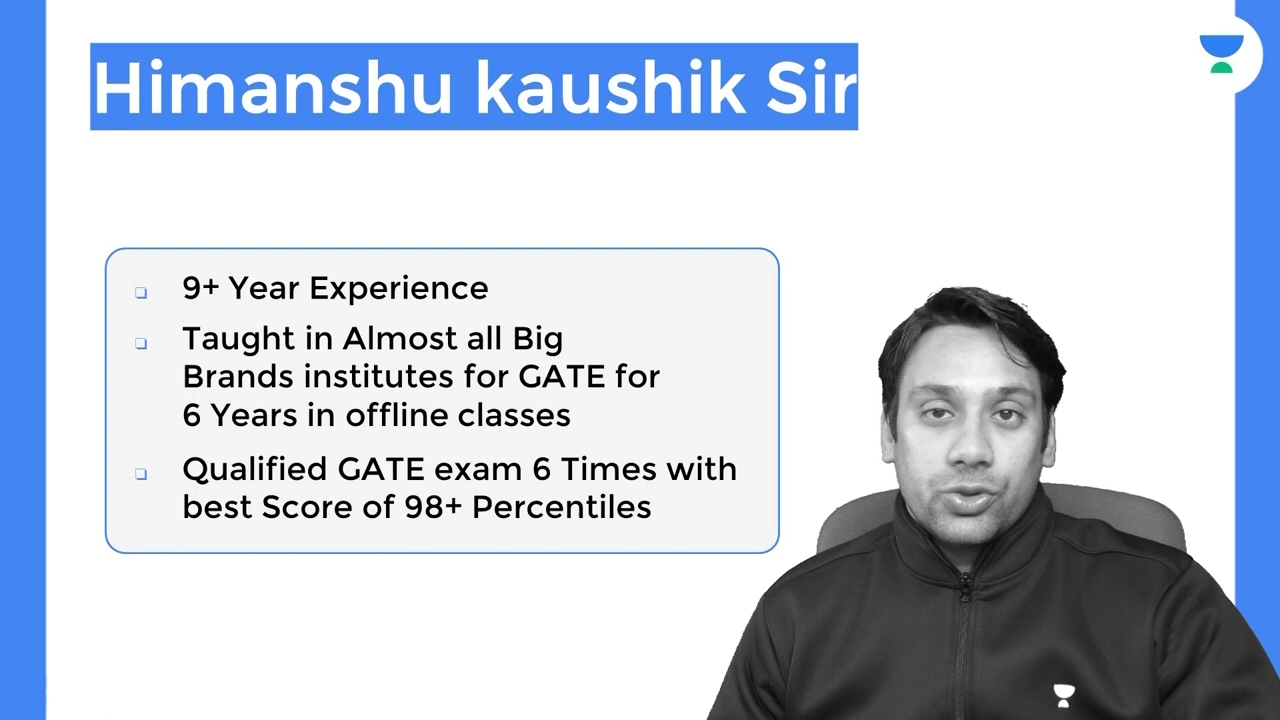 Himanshu kaushik Sir
9+ Year Experience
Taught in Almost all Big
Brands institutes for GATE for
6 Years in offline classes
Qualified GATE exam 6 Times with
best Score of 98+ Percentiles